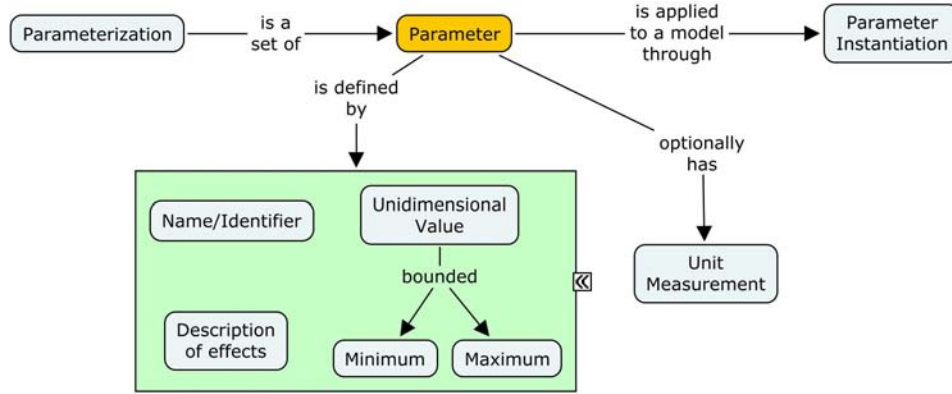 Parameterization
is a
set of
Parameter
is applied
to a model
through
Parameter
Instantiation
is defined
by
optionally
has
Name/Identifier
Unidimensional
Value
bounded
Unit
Measurement
Description
of effects
Minimum
Maximum